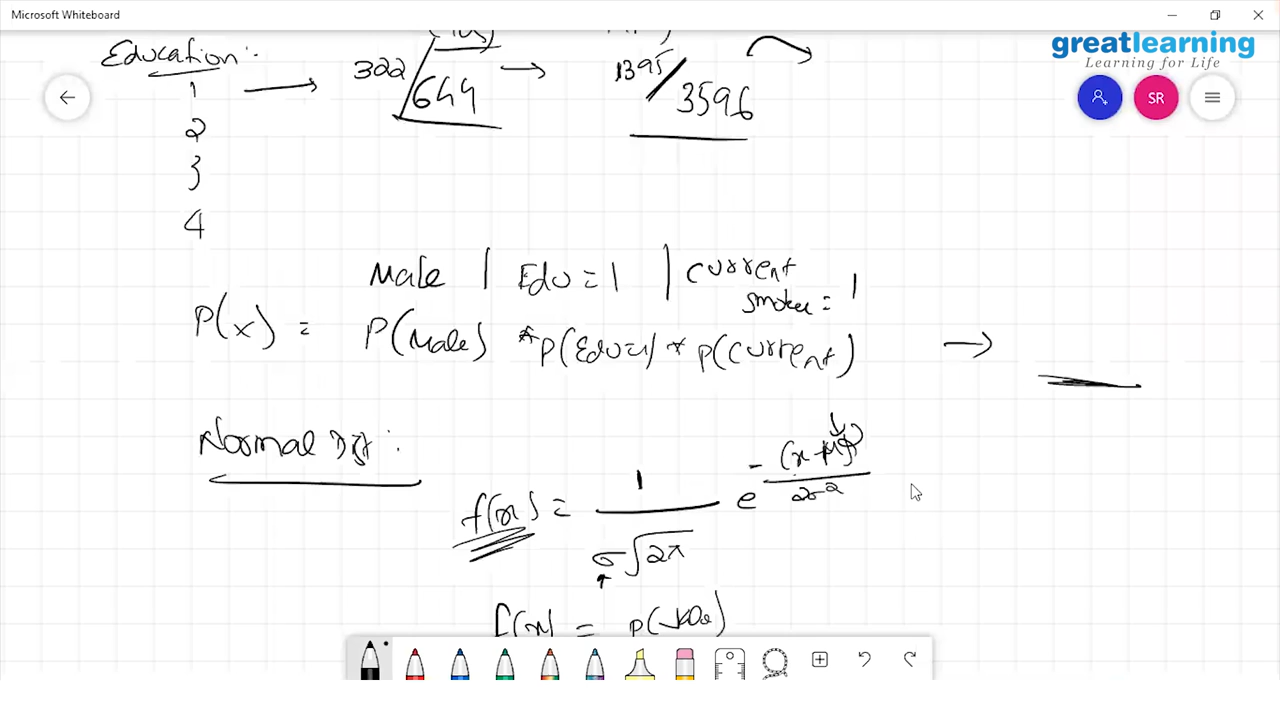 Microsoft Whiteboard
greatlearning
Learning for Life
SR
Education :-
1
2
3
4
322/644
1395/3596
Male | Edu=1 | current smoker = 1
P(x) = P(Male) * P(Edu=1) * P(current)
Normal Dist :
f(x) = 1/σ√2π e^-(x-μ)²/2σ²
f(x) =